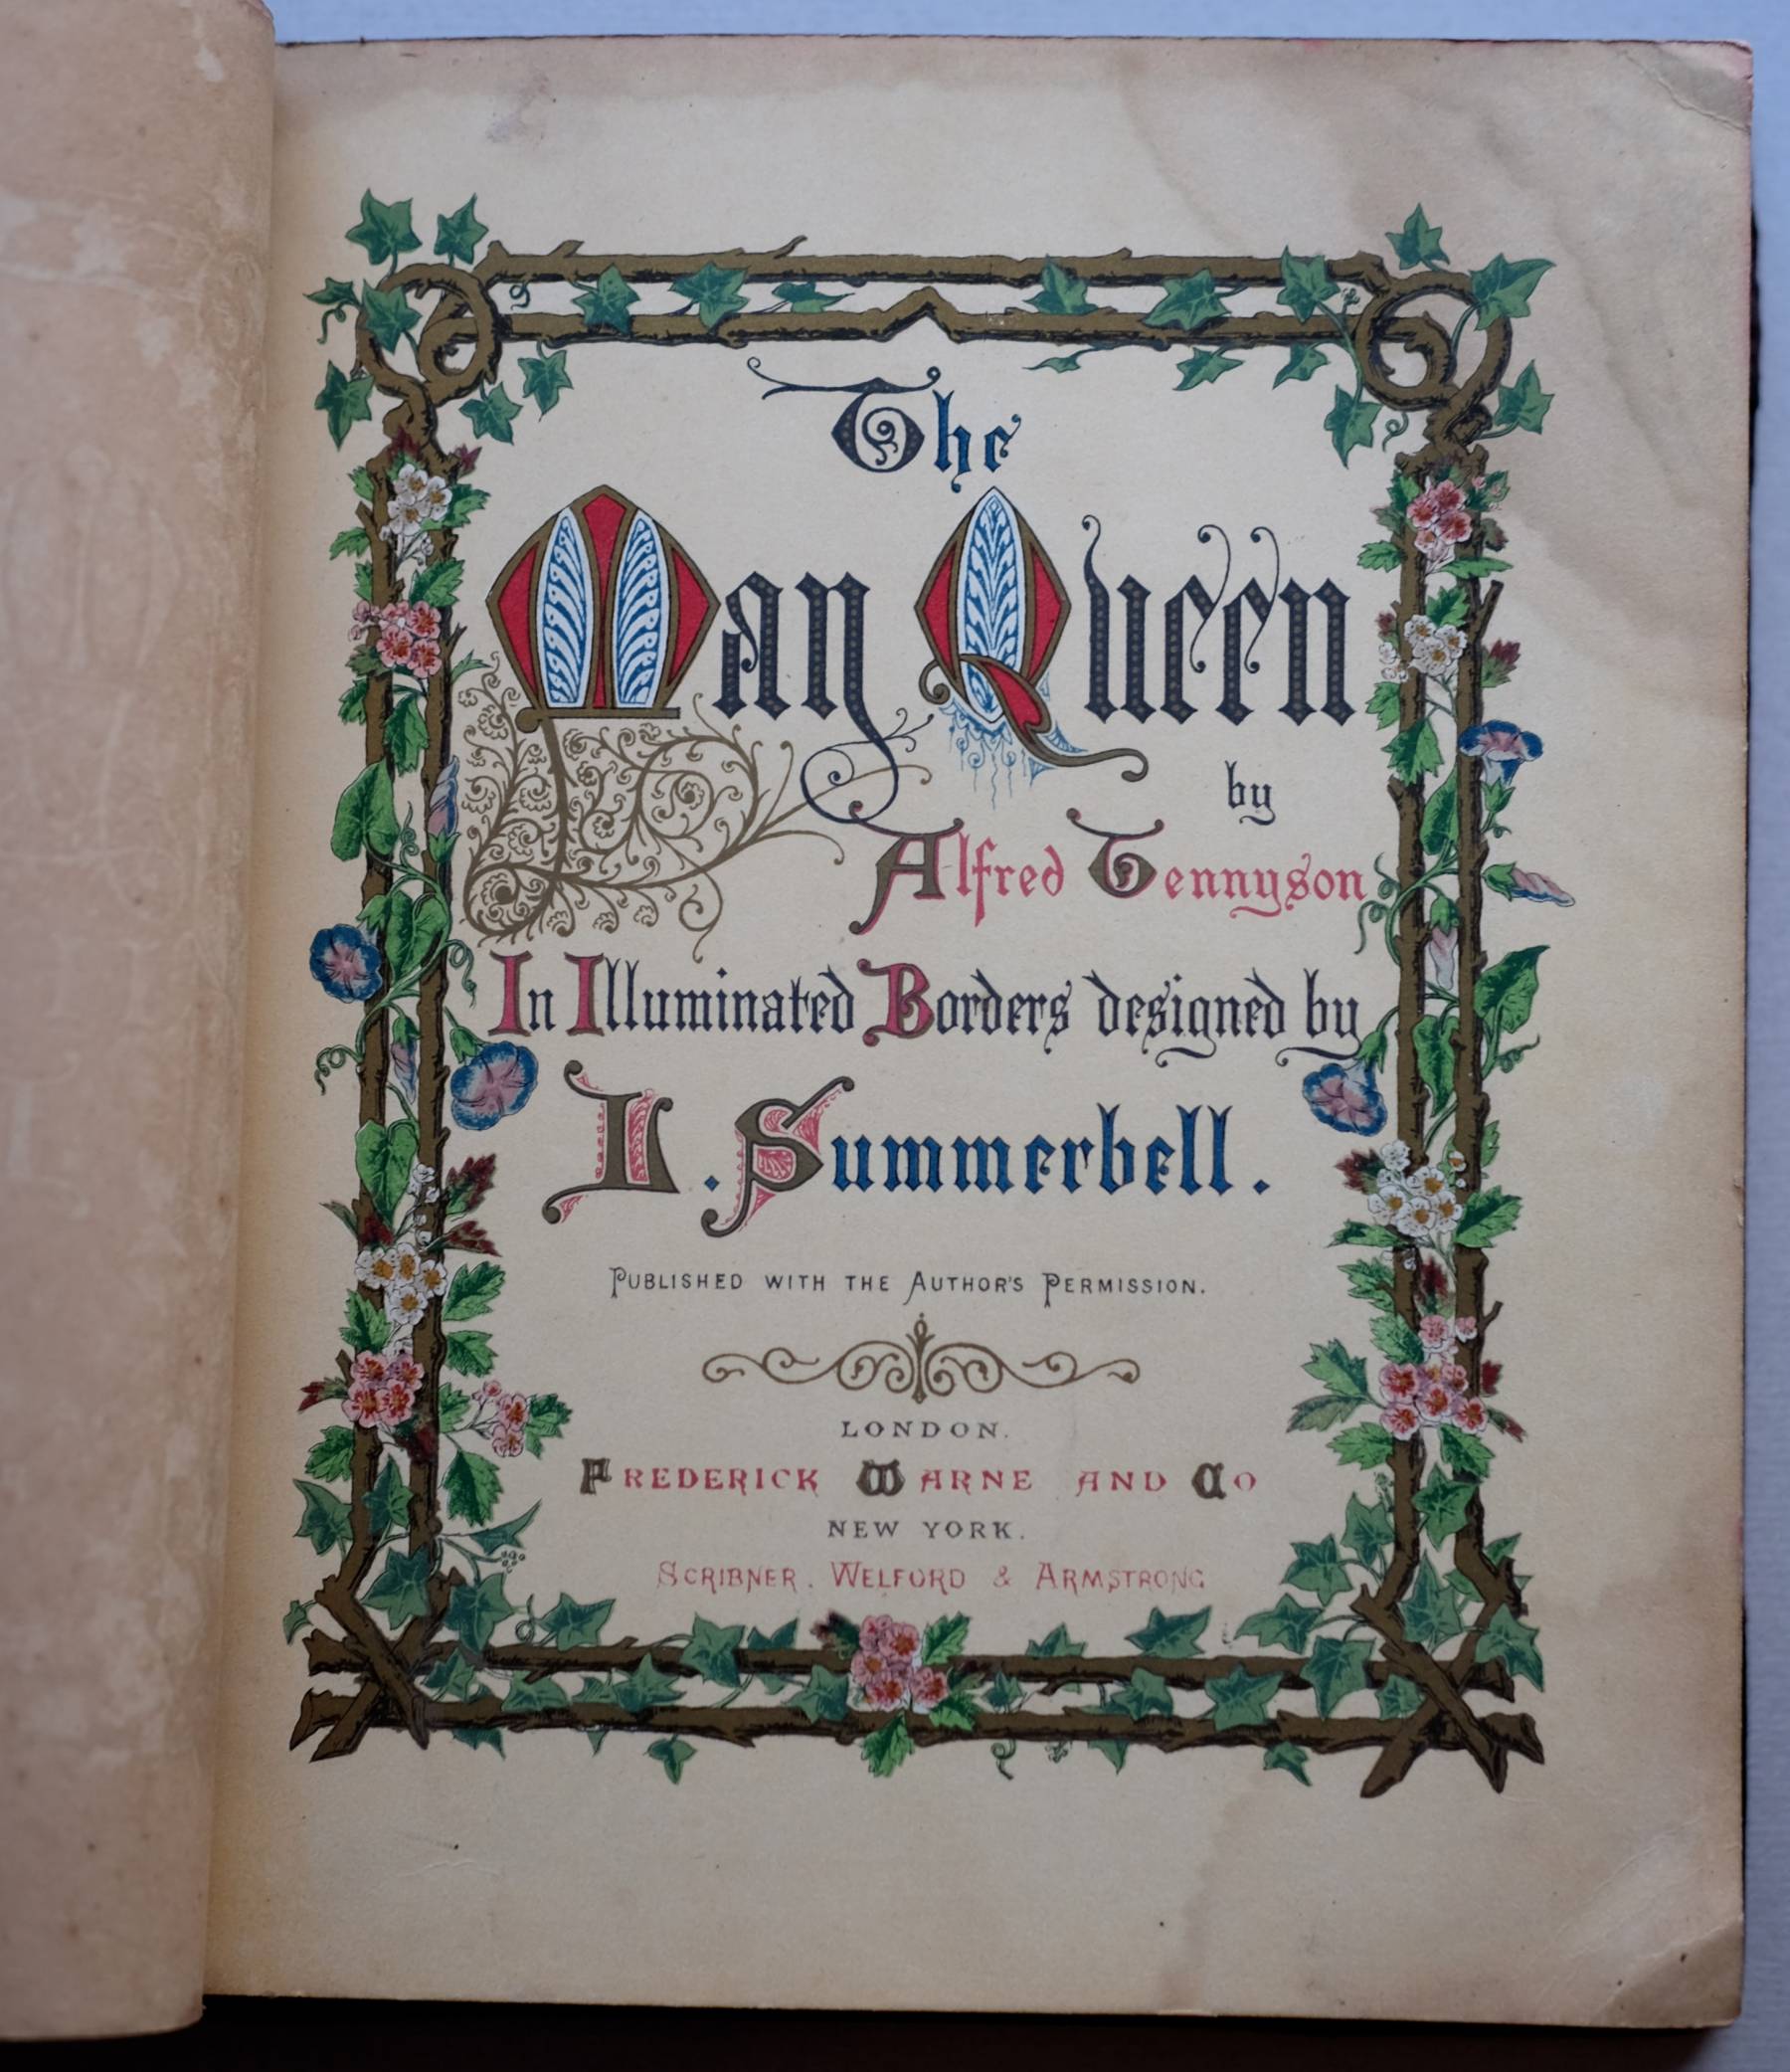 The
May Queen
by
Alfred Tennyson
In Illuminated Borders designed by
L. Summerbell.
PUBLISHED WITH THE AUTHOR'S PERMISSION.
LONDON.
FREDERICK WARNE AND CO
NEW YORK.
SCRIBNER. WELFORD & ARMSTRONG